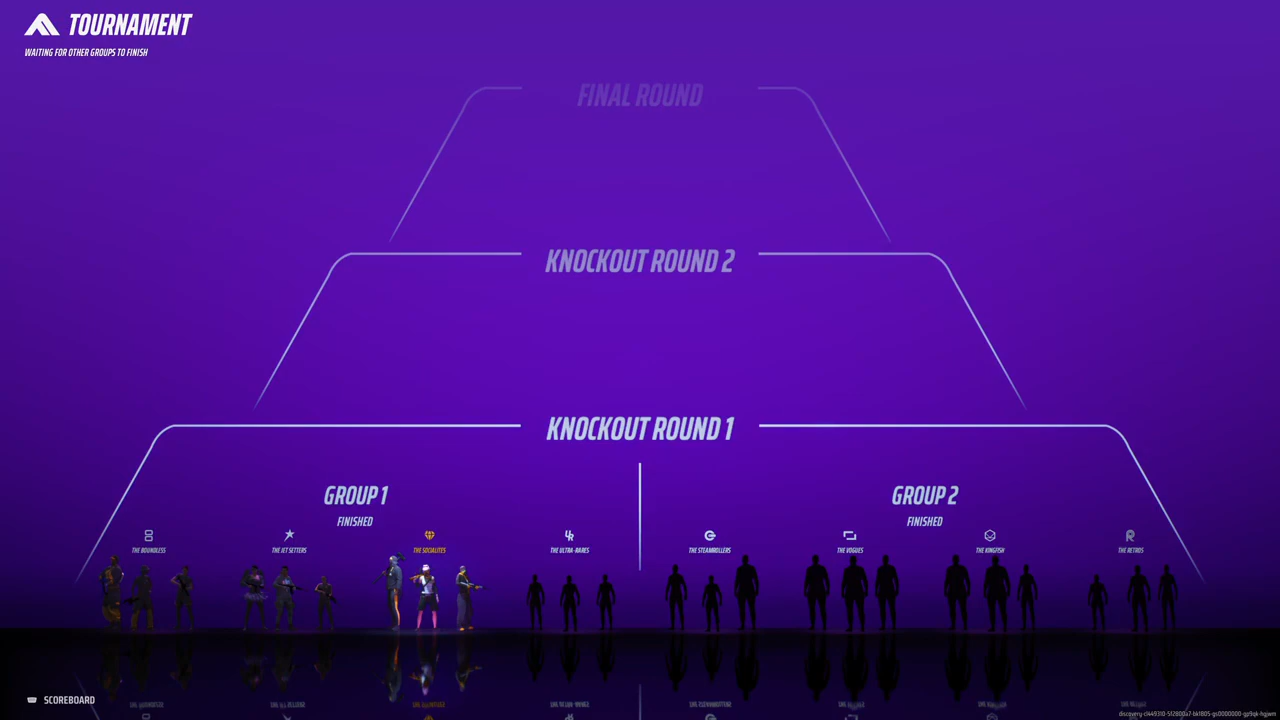 TOURNAMENT
WAITING FOR OTHER GROUPS TO FINISH
FINAL ROUND
KNOCKOUT ROUND 2
KNOCKOUT ROUND 1
GROUP 1
FINISHED
GROUP 2
FINISHED
THE BOUNDLESS
THE JET SETTERS
THE SOCIALITES
THE ULTRA-RARES
THE STEAMROLLERS
THE VOGUES
THE KINGFISH
THE RETROS
SCOREBOARD